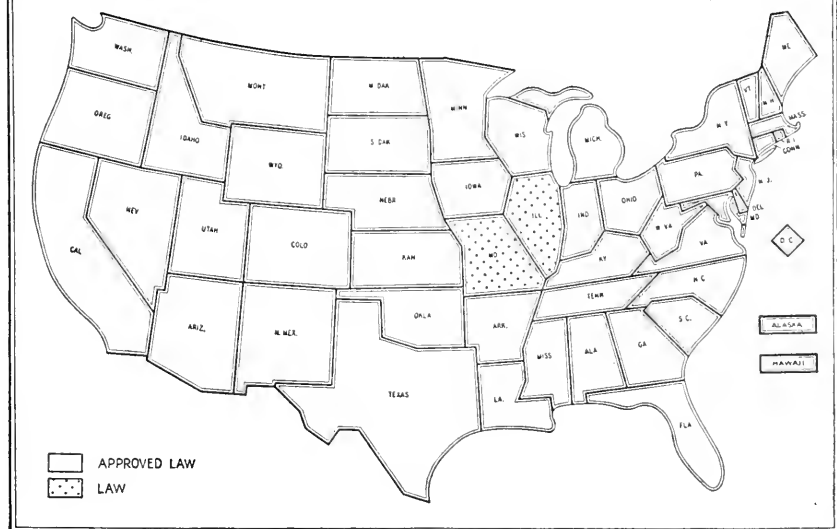 WASH.
MONT
N DAK
MINN
ME
VT
N H
MASS.
R I
CONN
OREG
IDAHO
S DAK
WIS
MICH
N Y
WYO.
IOWA
PA
N J.
NEV
NEBR
ILL
IND
OHIO
DEL
MD
UTAH
COLO
W VA
VA
D C
CAL
KAN
MO
KY
N C
TENN
ARIZ.
N. MEX.
OKLA
ARK.
S C.
ALASKA
MISS
ALA
GA
HAWAII
TEXAS
LA.
FLA
APPROVED LAW
LAW